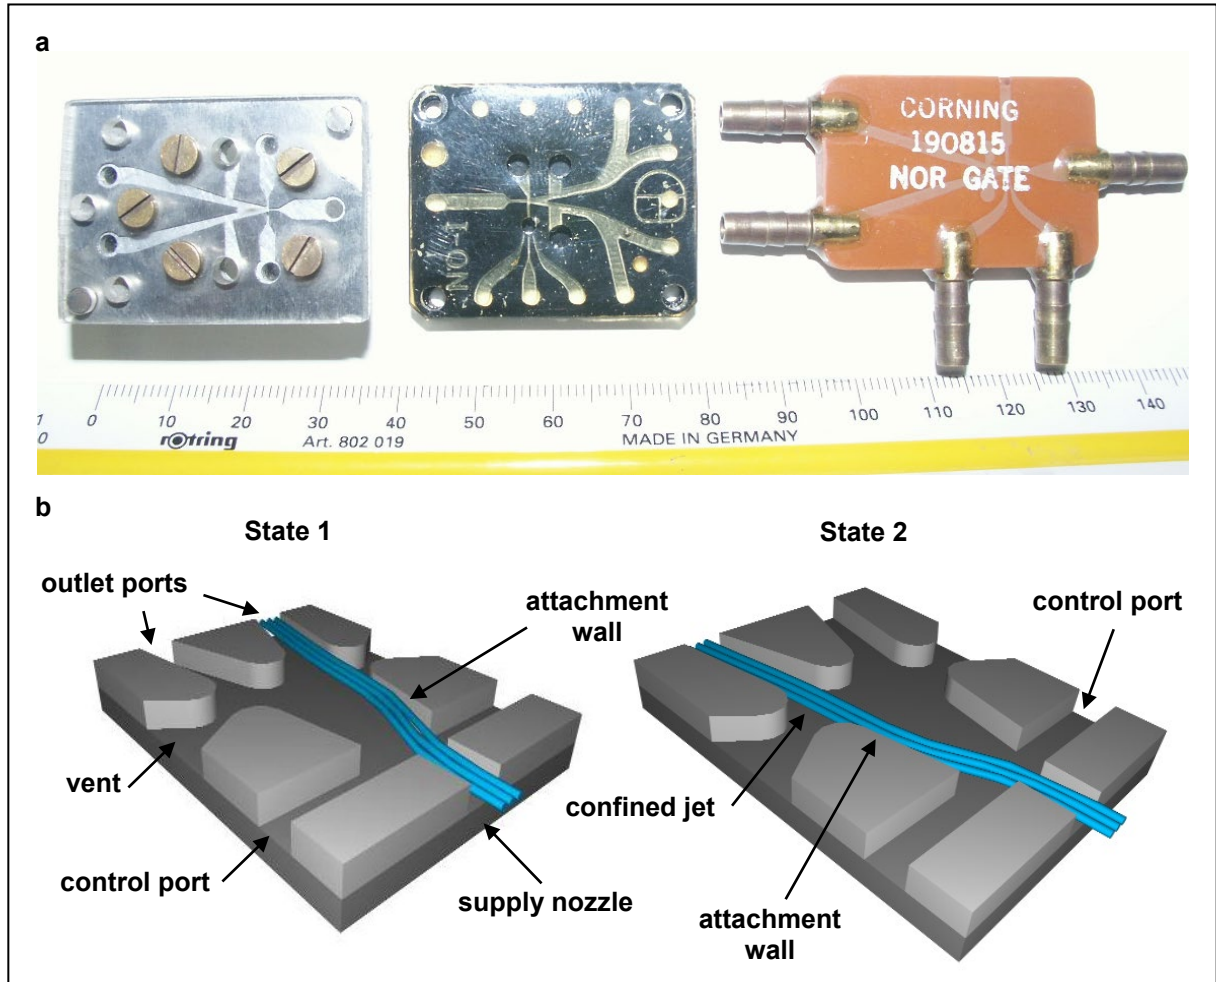 a
CORNING
190815
NOR GATE
NO-1
0 10 20 30 40 50 60 70 80 90 100 110 120 130 140
1
0
rotring Art. 802 019 MADE IN GERMANY
b
State 1
State 2
outlet ports
attachment
wall
control port
vent
confined jet
control port
supply nozzle
attachment
wall